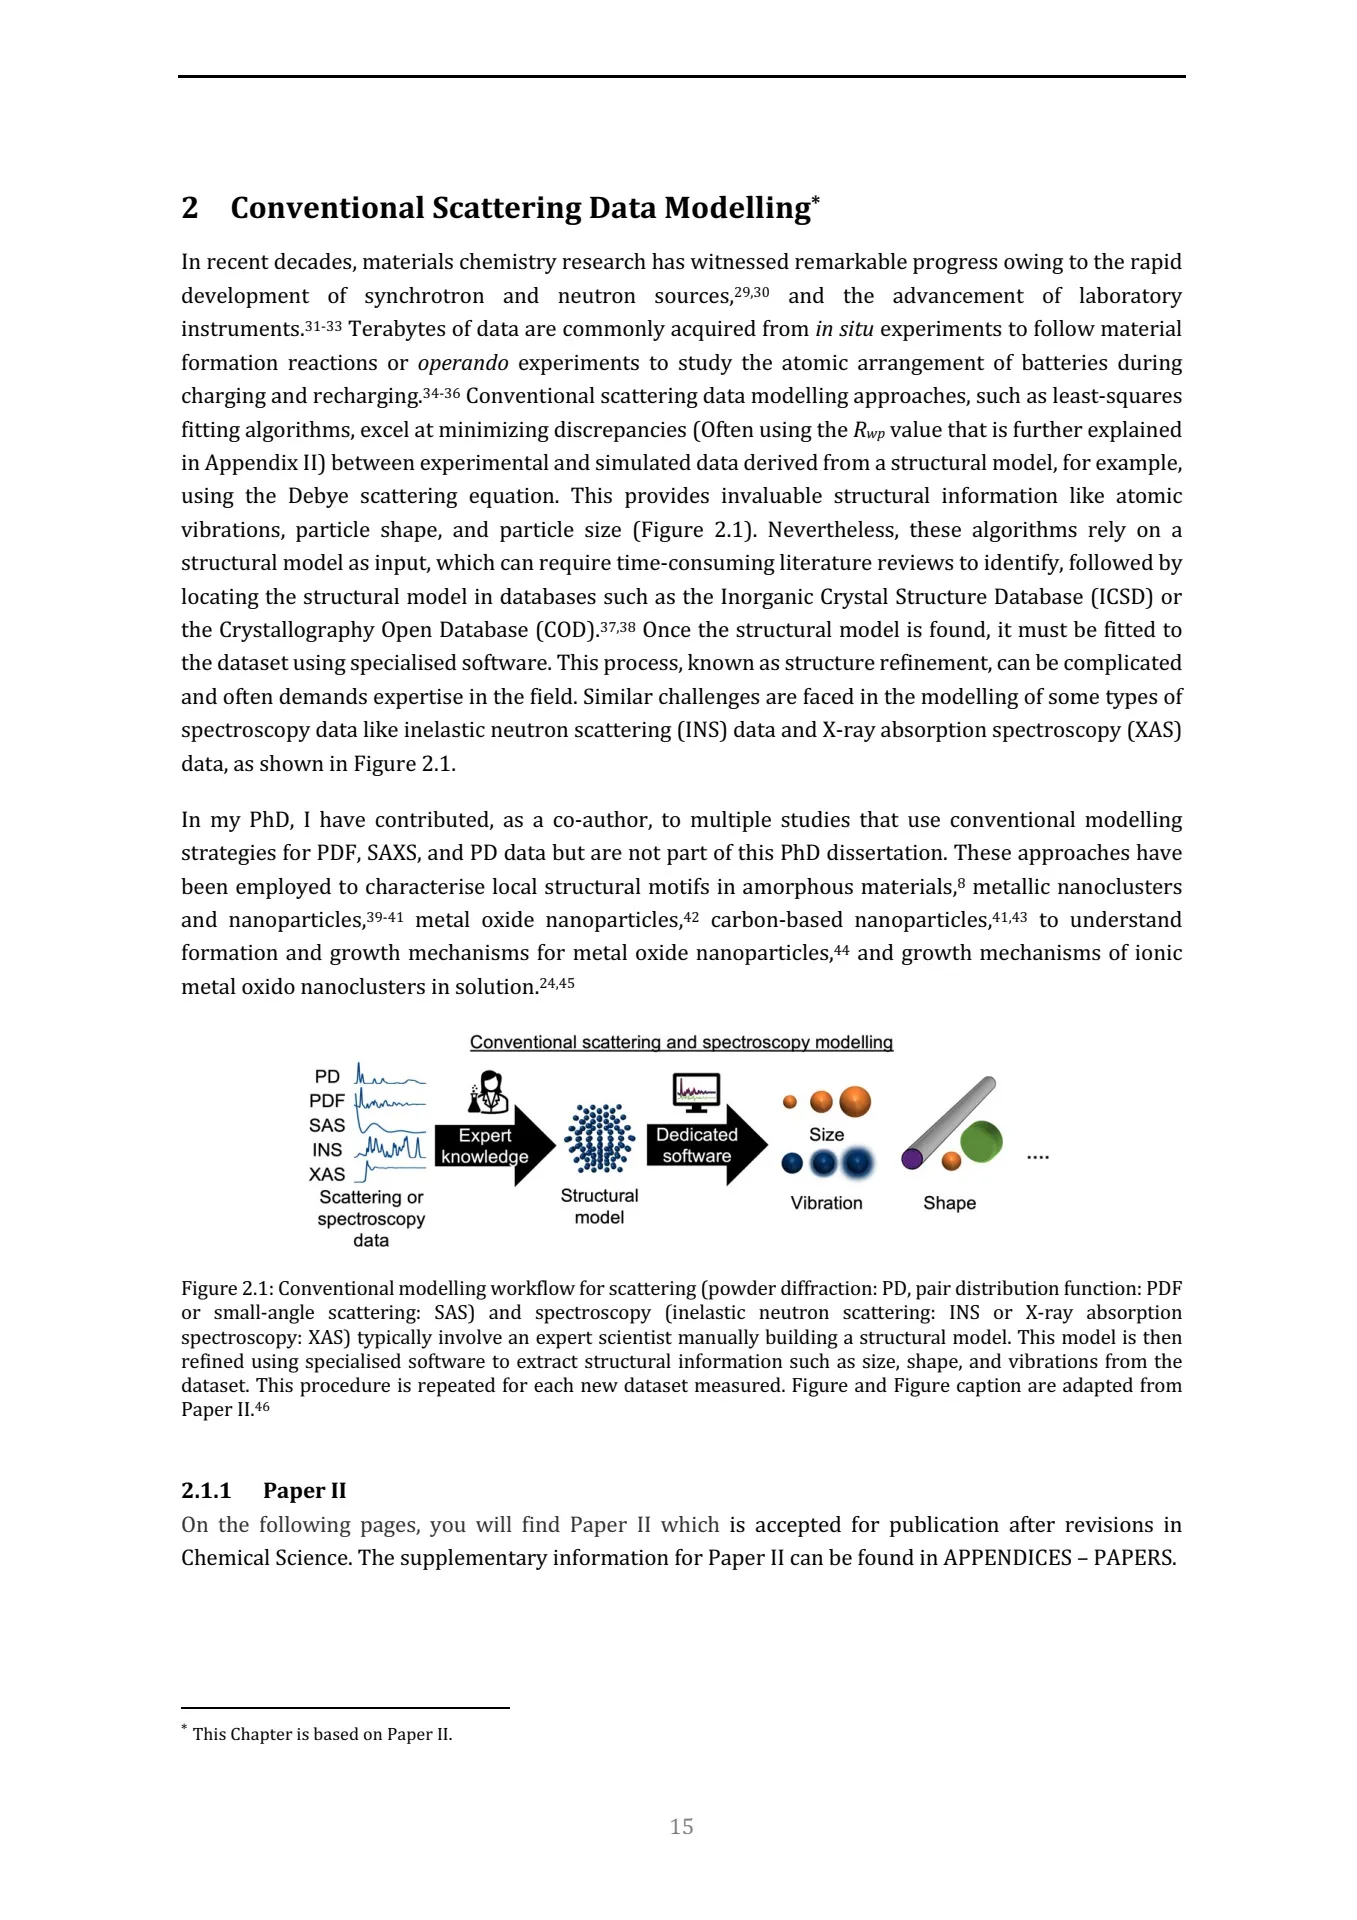 2 Conventional Scattering Data Modelling*
In recent decades, materials chemistry research has witnessed remarkable progress owing to the rapid
development of synchrotron and neutron sources,29,30 and the advancement of laboratory
instruments.31-33 Terabytes of data are commonly acquired from in situ experiments to follow material
formation reactions or operando experiments to study the atomic arrangement of batteries during
charging and recharging.34-36 Conventional scattering data modelling approaches, such as least-squares
fitting algorithms, excel at minimizing discrepancies (Often using the Rwp value that is further explained
in Appendix II) between experimental and simulated data derived from a structural model, for example,
using the Debye scattering equation. This provides invaluable structural information like atomic
vibrations, particle shape, and particle size (Figure 2.1). Nevertheless, these algorithms rely on a
structural model as input, which can require time-consuming literature reviews to identify, followed by
locating the structural model in databases such as the Inorganic Crystal Structure Database (ICSD) or
the Crystallography Open Database (COD).37,38 Once the structural model is found, it must be fitted to
the dataset using specialised software. This process, known as structure refinement, can be complicated
and often demands expertise in the field. Similar challenges are faced in the modelling of some types of
spectroscopy data like inelastic neutron scattering (INS) data and X-ray absorption spectroscopy (XAS)
data, as shown in Figure 2.1.
In my PhD, I have contributed, as a co-author, to multiple studies that use conventional modelling
strategies for PDF, SAXS, and PD data but are not part of this PhD dissertation. These approaches have
been employed to characterise local structural motifs in amorphous materials,8 metallic nanoclusters
and nanoparticles,39-41 metal oxide nanoparticles,42 carbon-based nanoparticles,41,43 to understand
formation and growth mechanisms for metal oxide nanoparticles,44 and growth mechanisms of ionic
metal oxido nanoclusters in solution.24,45
Conventional scattering and spectroscopy modelling
PD
PDF
SAS
INS
XAS
Scattering or
spectroscopy
data
Expert
knowledge
Structural
model
Dedicated
software
Size
Vibration
Shape
....
Figure 2.1: Conventional modelling workflow for scattering (powder diffraction: PD, pair distribution function: PDF
or small-angle scattering: SAS) and spectroscopy (inelastic neutron scattering: INS or X-ray absorption
spectroscopy: XAS) typically involve an expert scientist manually building a structural model. This model is then
refined using specialised software to extract structural information such as size, shape, and vibrations from the
dataset. This procedure is repeated for each new dataset measured. Figure and Figure caption are adapted from
Paper II.46
2.1.1 Paper II
On the following pages, you will find Paper II which is accepted for publication after revisions in
Chemical Science. The supplementary information for Paper II can be found in APPENDICES – PAPERS.
* This Chapter is based on Paper II.
15